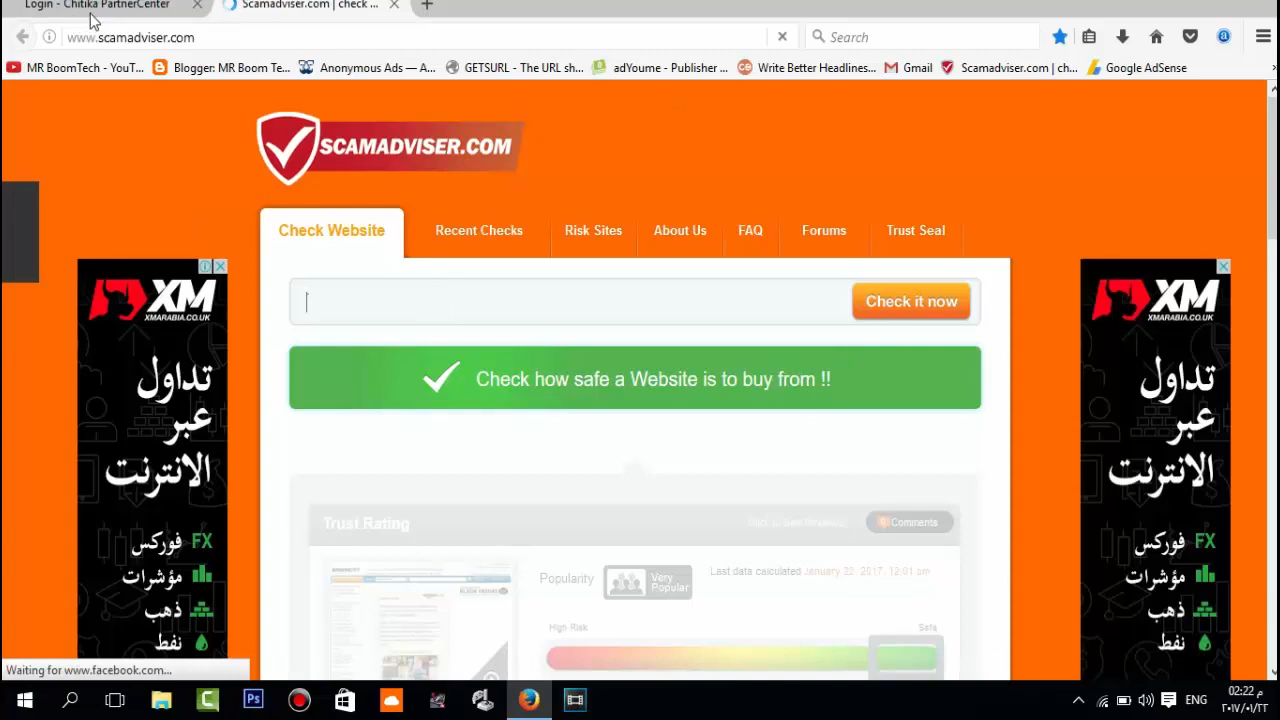 Login - Chitika PartnerCenter
Scamadviser.com | check ...
www.scamadviser.com
Search
MR BoomTech - YouT...
Blogger: MR Boom Te...
Anonymous Ads — A...
GETSURL - The URL sh...
adYoume - Publisher ...
Write Better Headlines...
Gmail
Scamadviser.com | ch...
Google AdSense
SCAMADVISER.COM
Check Website
Recent Checks
Risk Sites
About Us
FAQ
Forums
Trust Seal
Check it now
Check how safe a Website is to buy from !!
XM
XMARABIA.CO.UK
تداول
عبر
الانترنت
فوركس FX
مؤشرات
ذهب
نفط
XM
XMARABIA.CO.UK
تداول
عبر
الانترنت
فوركس FX
مؤشرات
ذهب
نفط
Trust Rating
Comments
Popularity
Very
Popular
Last data calculated January 22, 2017, 12:01 pm
High Risk
Safe
Waiting for www.facebook.com...
ENG
02:22 م
٢٠١٧/٠١/٢٢